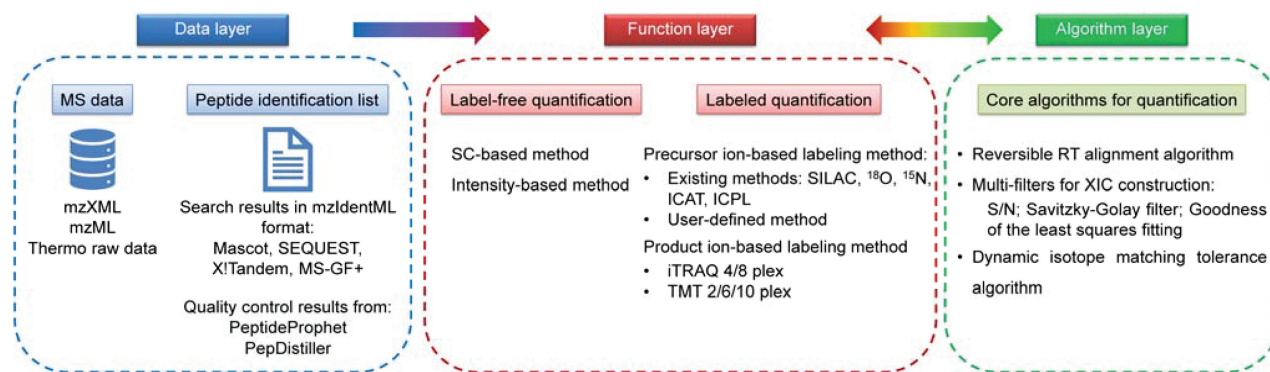 Data layer
Function layer
Algorithm layer
MS data
Peptide identification list
mzXML
mzML
Thermo raw data
Search results in mzIdentML
format:
Mascot, SEQUEST,
X!Tandem, MS-GF+
Quality control results from:
PeptideProphet
PepDistiller
Label-free quantification
Labeled quantification
SC-based method
Intensity-based method
Precursor ion-based labeling method:
• Existing methods: SILAC, ¹⁸O, ¹⁵N,
ICAT, ICPL
• User-defined method
Product ion-based labeling method
• iTRAQ 4/8 plex
• TMT 2/6/10 plex
Core algorithms for quantification
• Reversible RT alignment algorithm
• Multi-filters for XIC construction:
S/N; Savitzky-Golay filter; Goodness
of the least squares fitting
• Dynamic isotope matching tolerance
algorithm